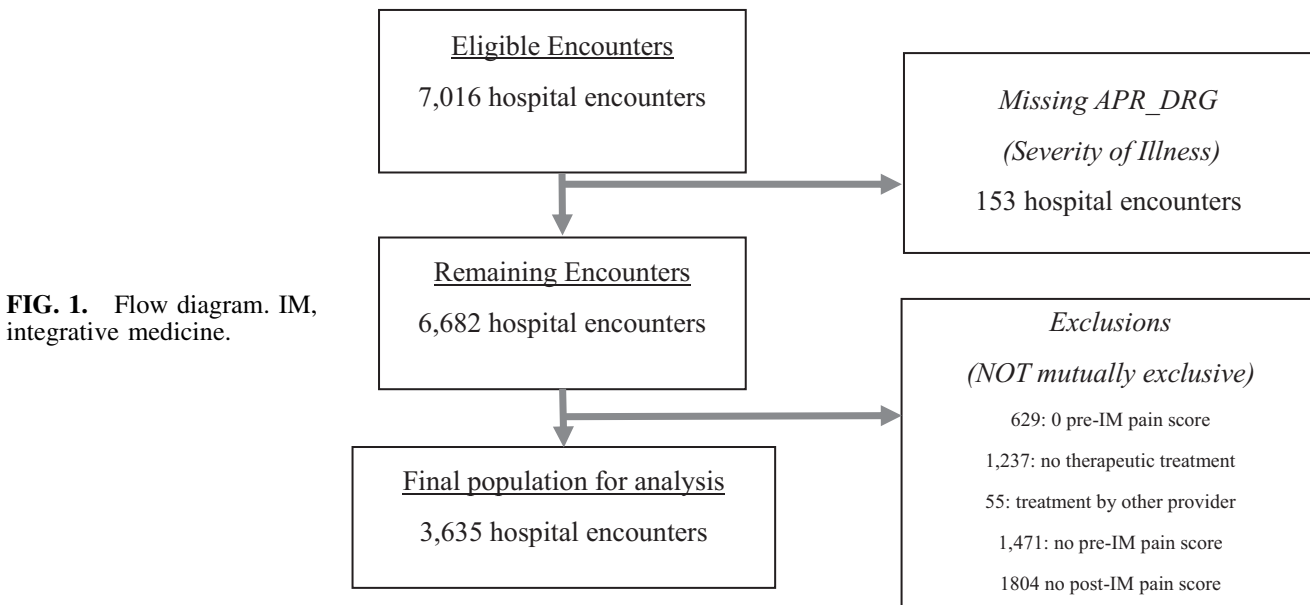 Eligible Encounters
7,016 hospital encounters
Missing APR_DRG
(Severity of Illness)
153 hospital encounters
Remaining Encounters
6,682 hospital encounters
FIG. 1. Flow diagram. IM,
integrative medicine.
Exclusions
(NOT mutually exclusive)
629: 0 pre-IM pain score
1,237: no therapeutic treatment
55: treatment by other provider
1,471: no pre-IM pain score
1804 no post-IM pain score
Final population for analysis
3,635 hospital encounters